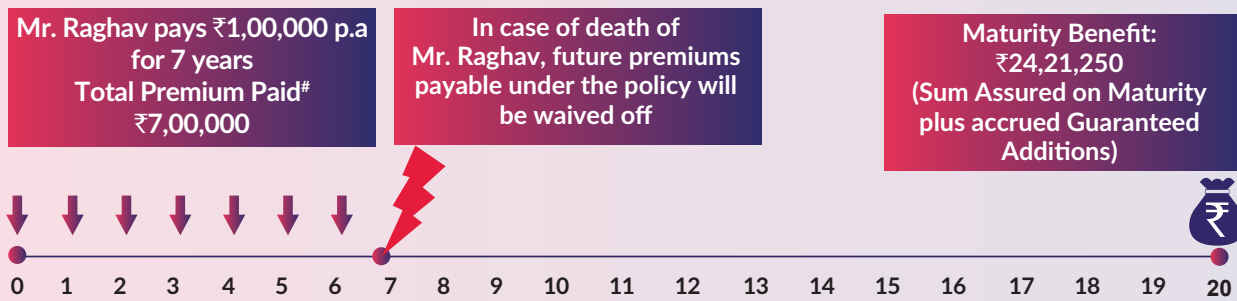 Mr. Raghav pays ₹1,00,000 p.a
for 7 years
Total Premium Paid#
₹7,00,000
In case of death of
Mr. Raghav, future premiums
payable under the policy will
be waived off
Maturity Benefit:
₹24,21,250
(Sum Assured on Maturity
plus accrued Guaranteed
Additions)
₹
0 1 2 3 4 5 6 7 8 9 10 11 12 13 14 15 16 17 18 19 20